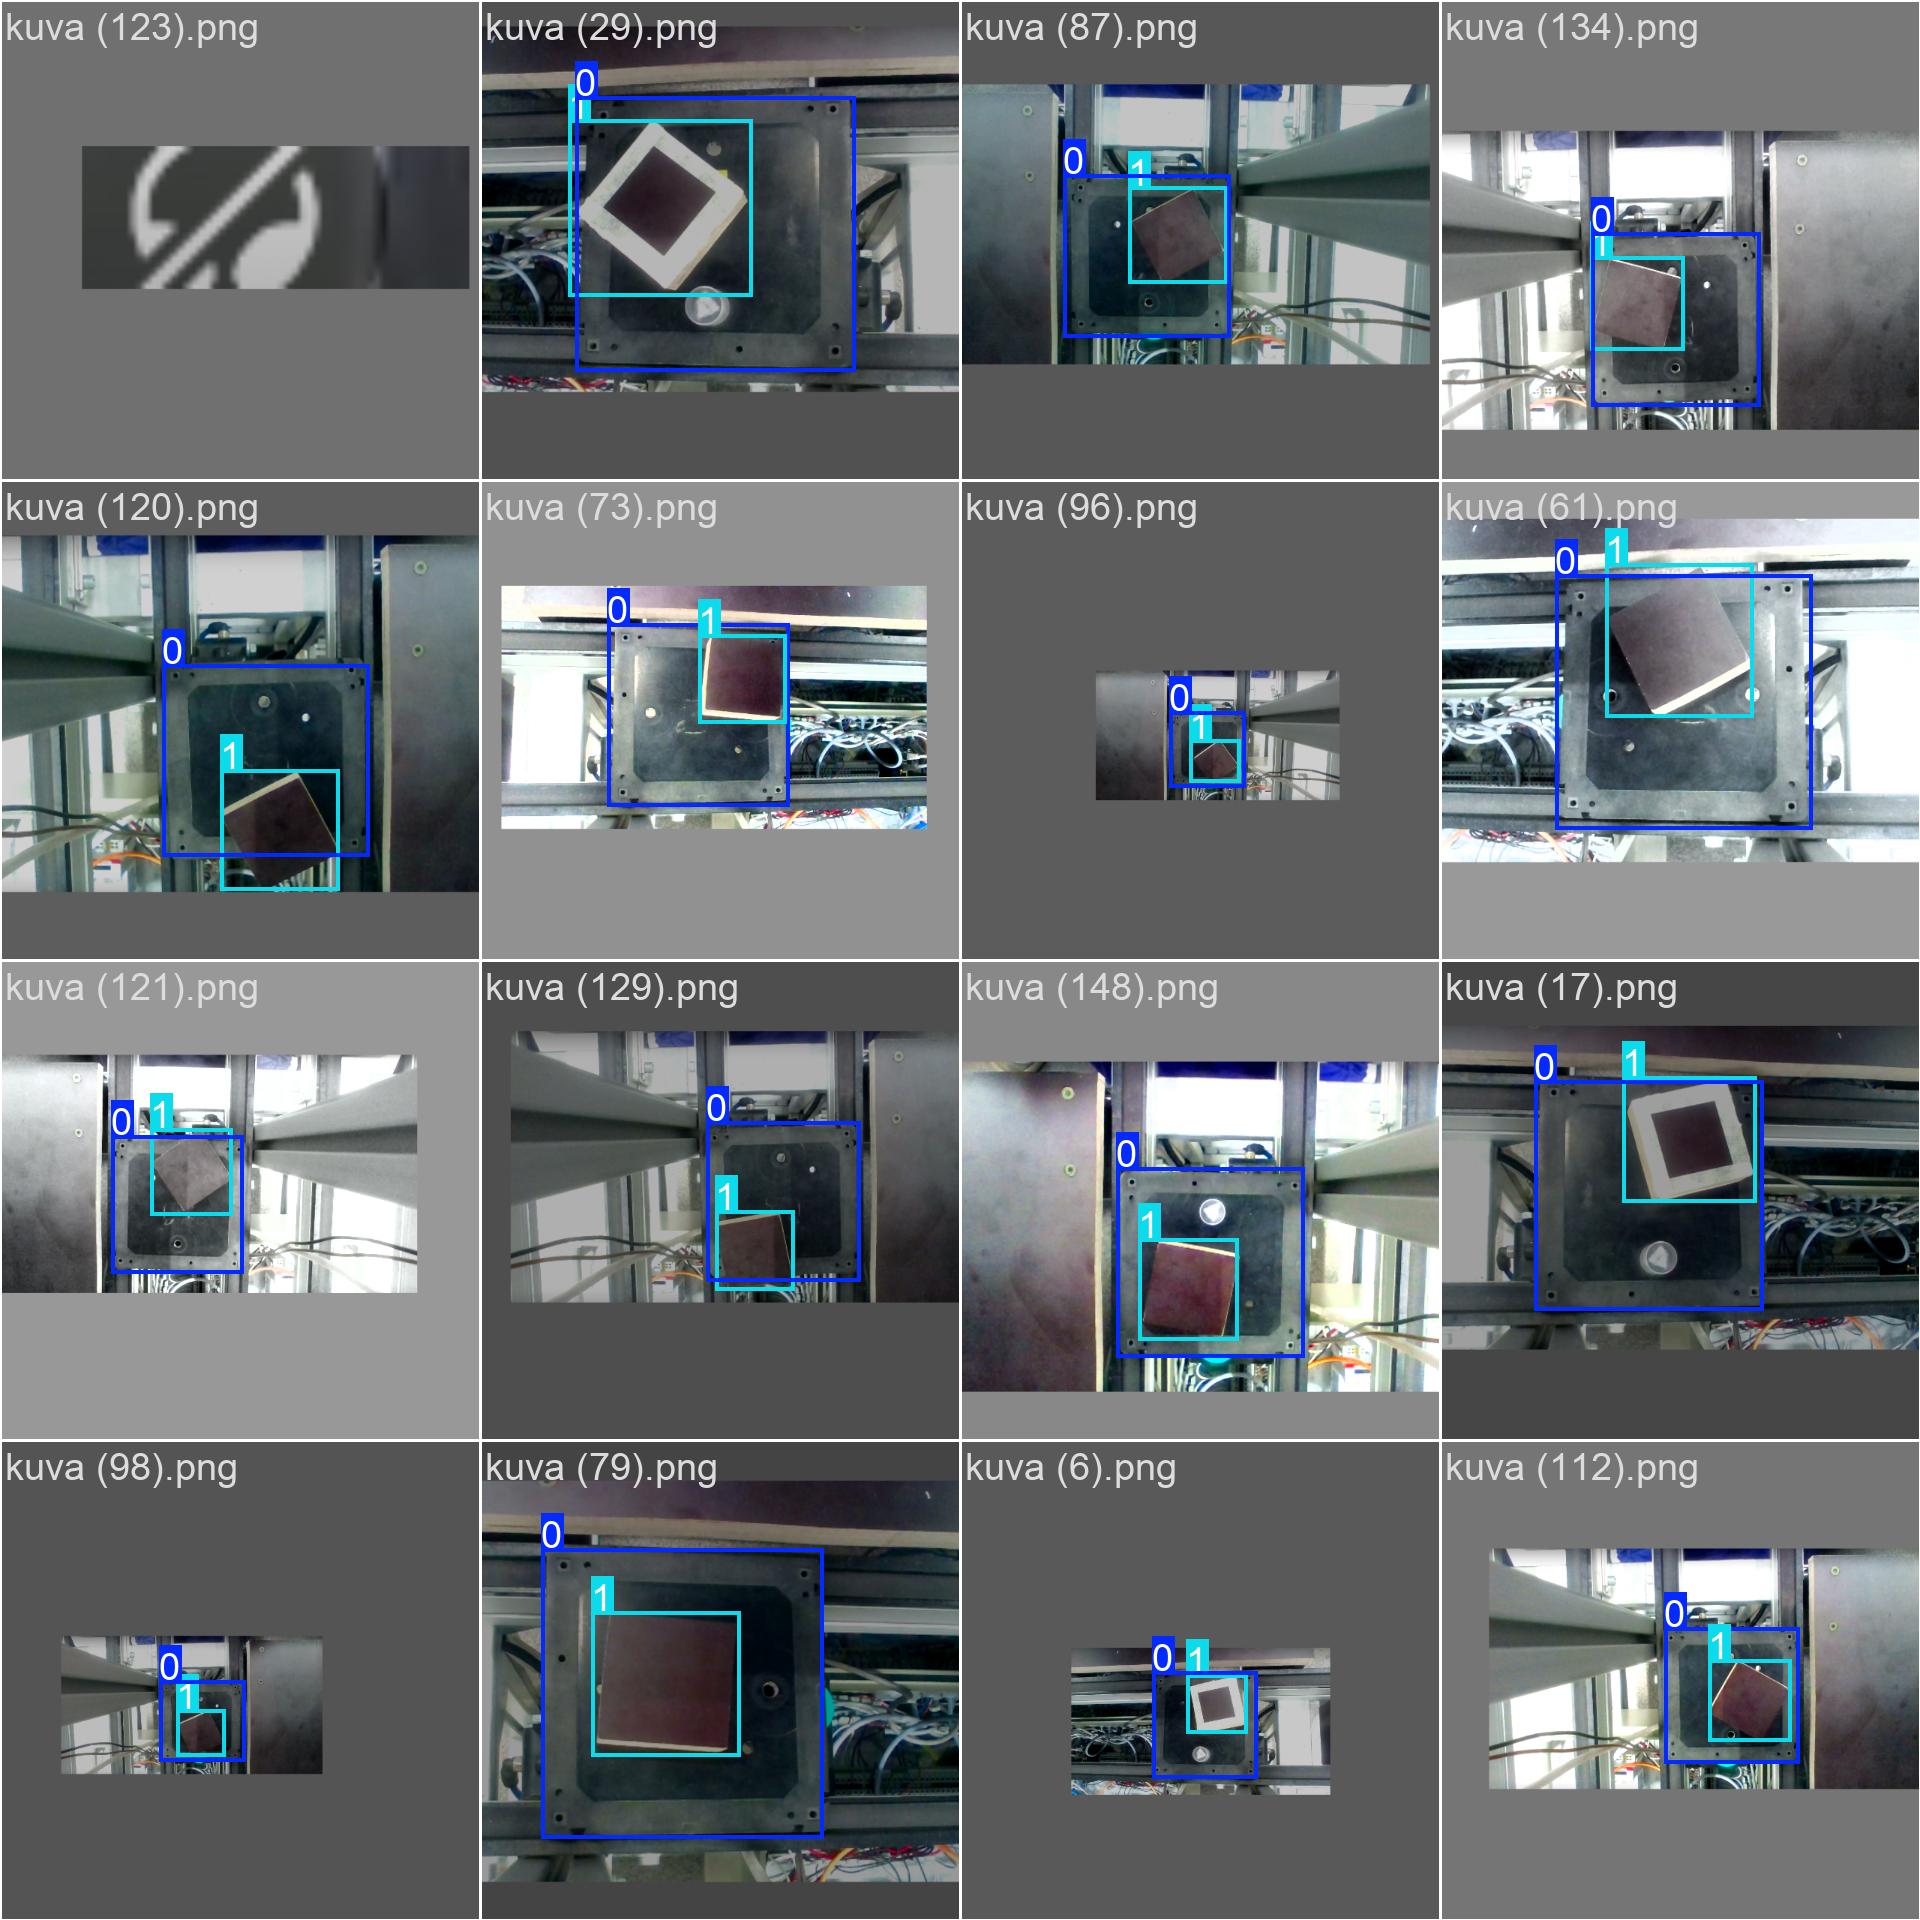 kuva (123).png
kuva (29).png
kuva (87).png
kuva (134).png
0
1
0
1
0
1
kuva (120).png
kuva (73).png
kuva (96).png
kuva (61).png
0
1
0
1
0
1
0
1
kuva (121).png
kuva (129).png
kuva (148).png
kuva (17).png
0
1
0
1
0
1
0
1
kuva (98).png
kuva (79).png
kuva (6).png
kuva (112).png
0
1
0
1
0
1
0
1